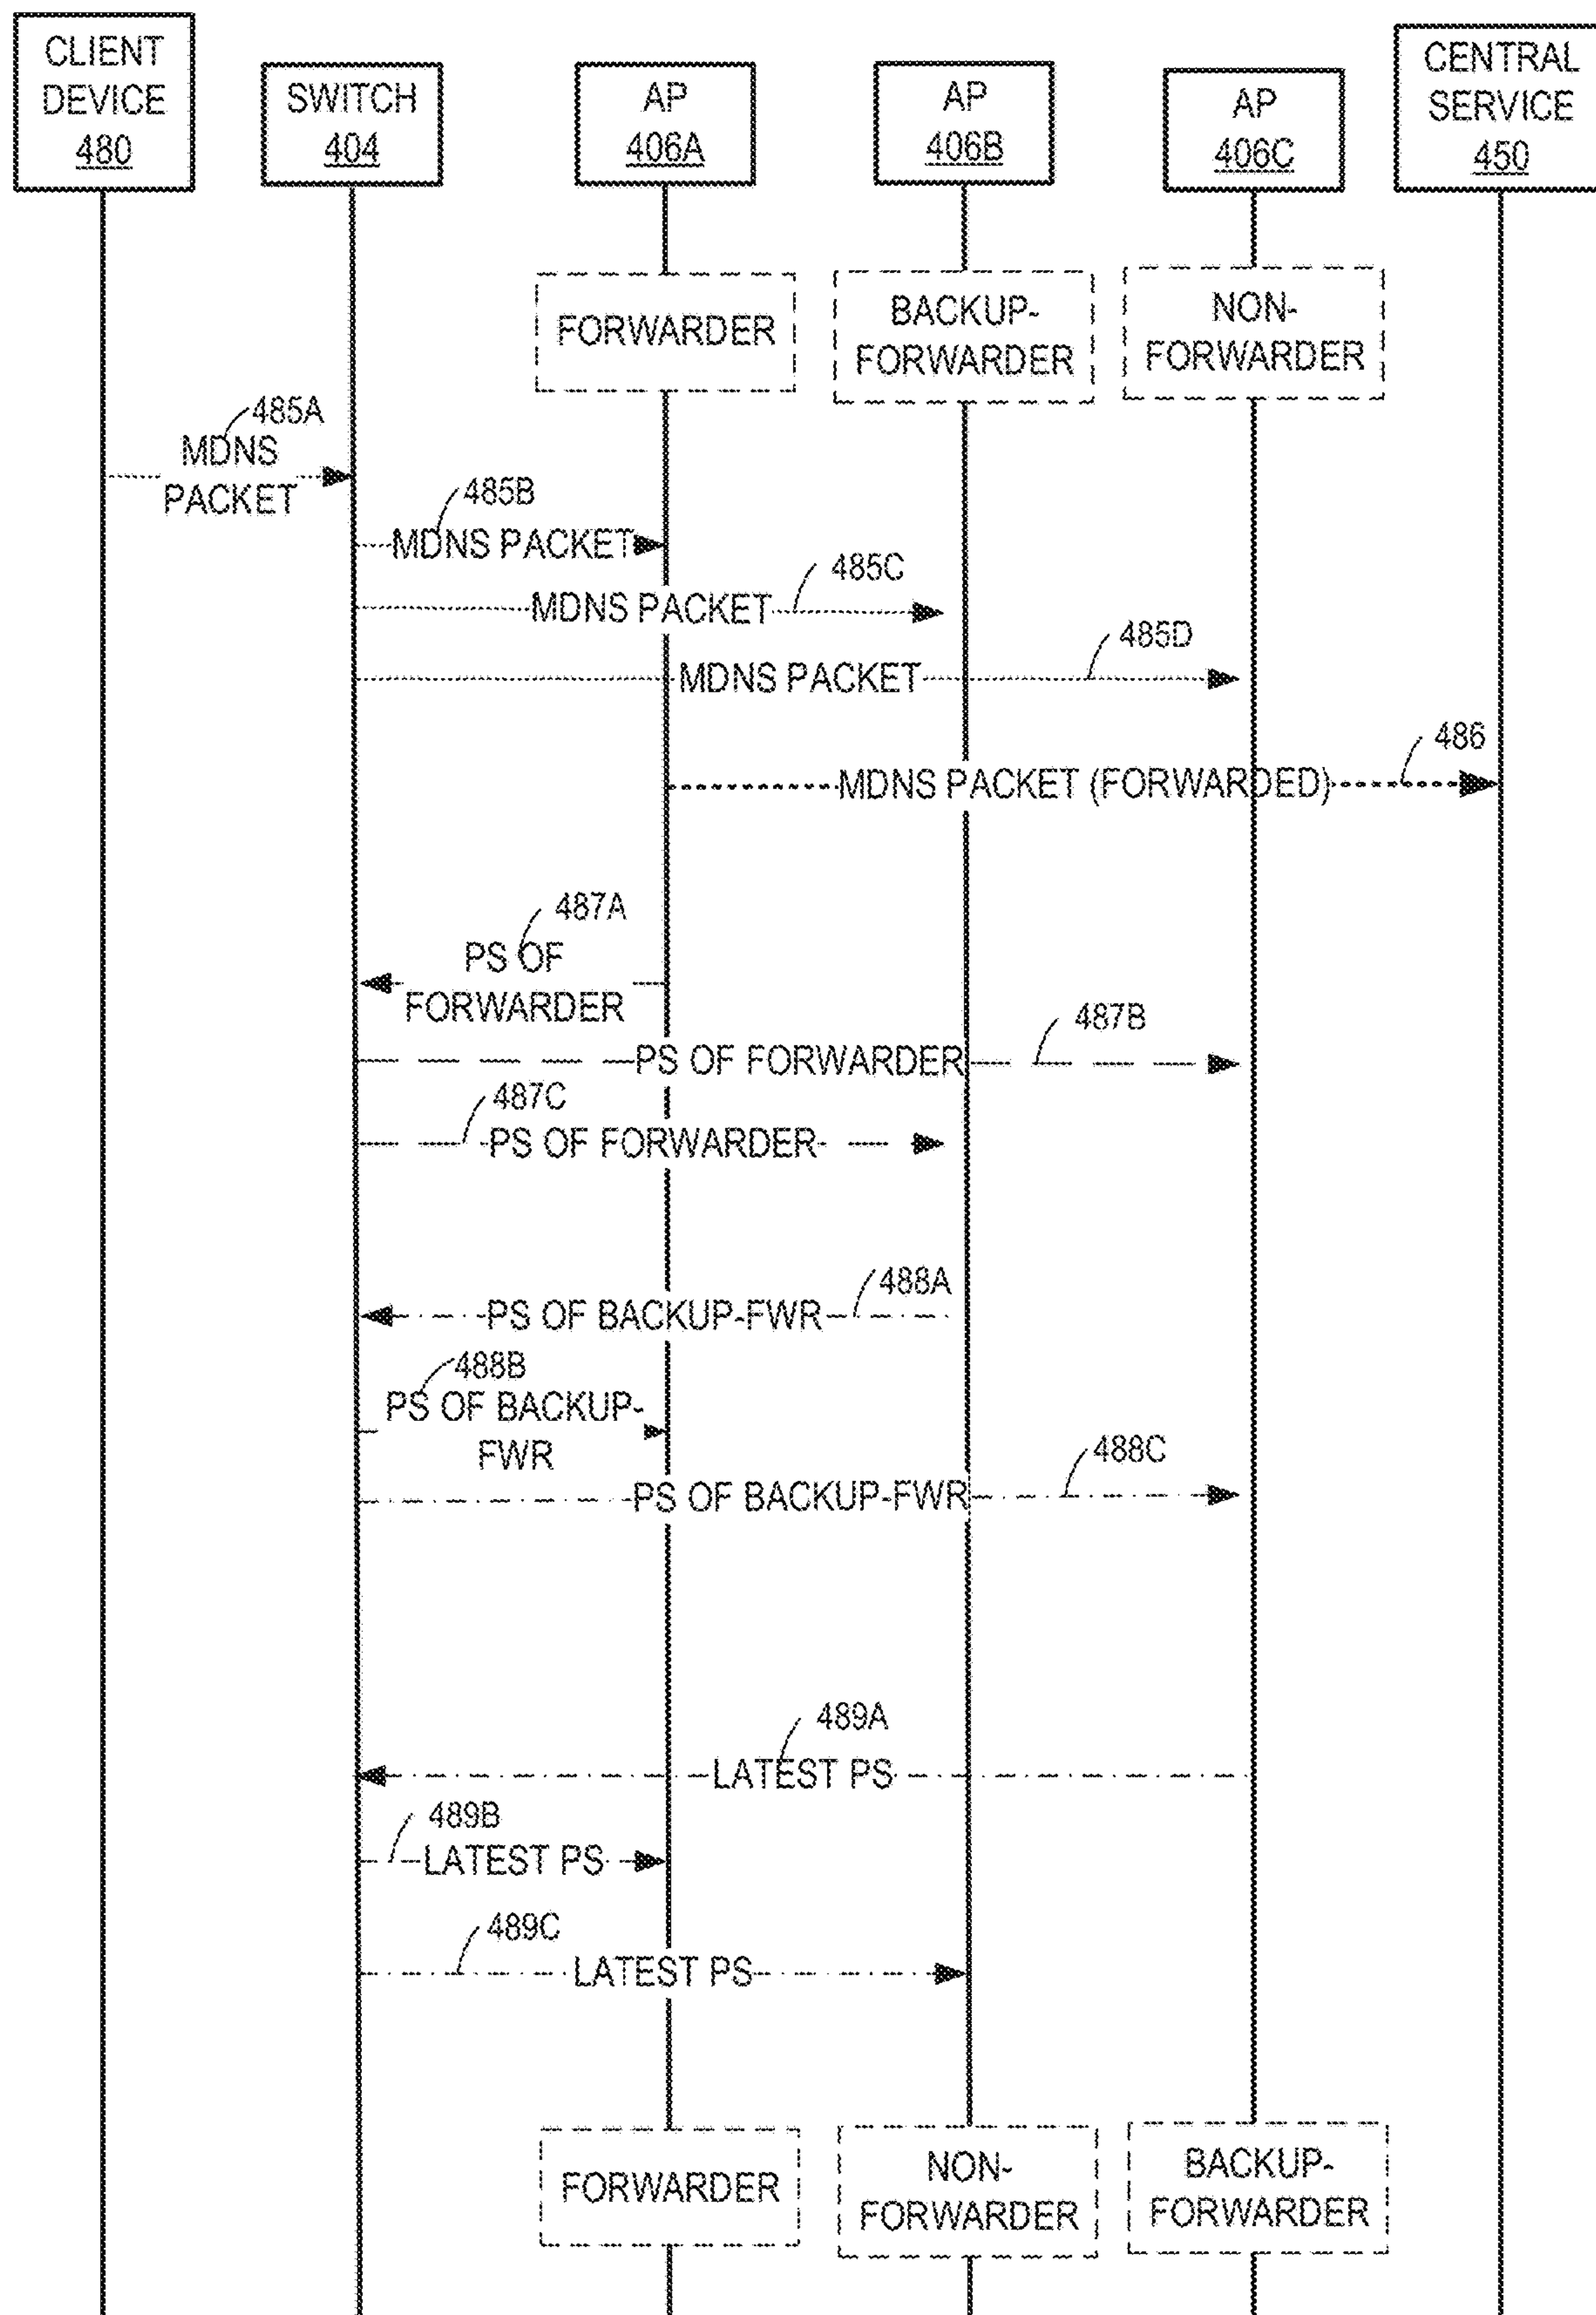 CLIENT
DEVICE
480
SWITCH
404
AP
406A
AP
406B
AP
406C
CENTRAL
SERVICE
450
FORWARDER
BACKUP-
FORWARDER
NON-
FORWARDER
485A
MDNS
PACKET
485B
MDNS PACKET
485C
MDNS PACKET
485D
MDNS PACKET
486
MDNS PACKET (FORWARDED)
487A
PS OF
FORWARDER
487B
PS OF FORWARDER
487C
PS OF FORWARDER
488A
PS OF BACKUP-FWR
488B
PS OF BACKUP-
FWR
488C
PS OF BACKUP-FWR
489A
LATEST PS
489B
LATEST PS
489C
LATEST PS
FORWARDER
NON-
FORWARDER
BACKUP-
FORWARDER